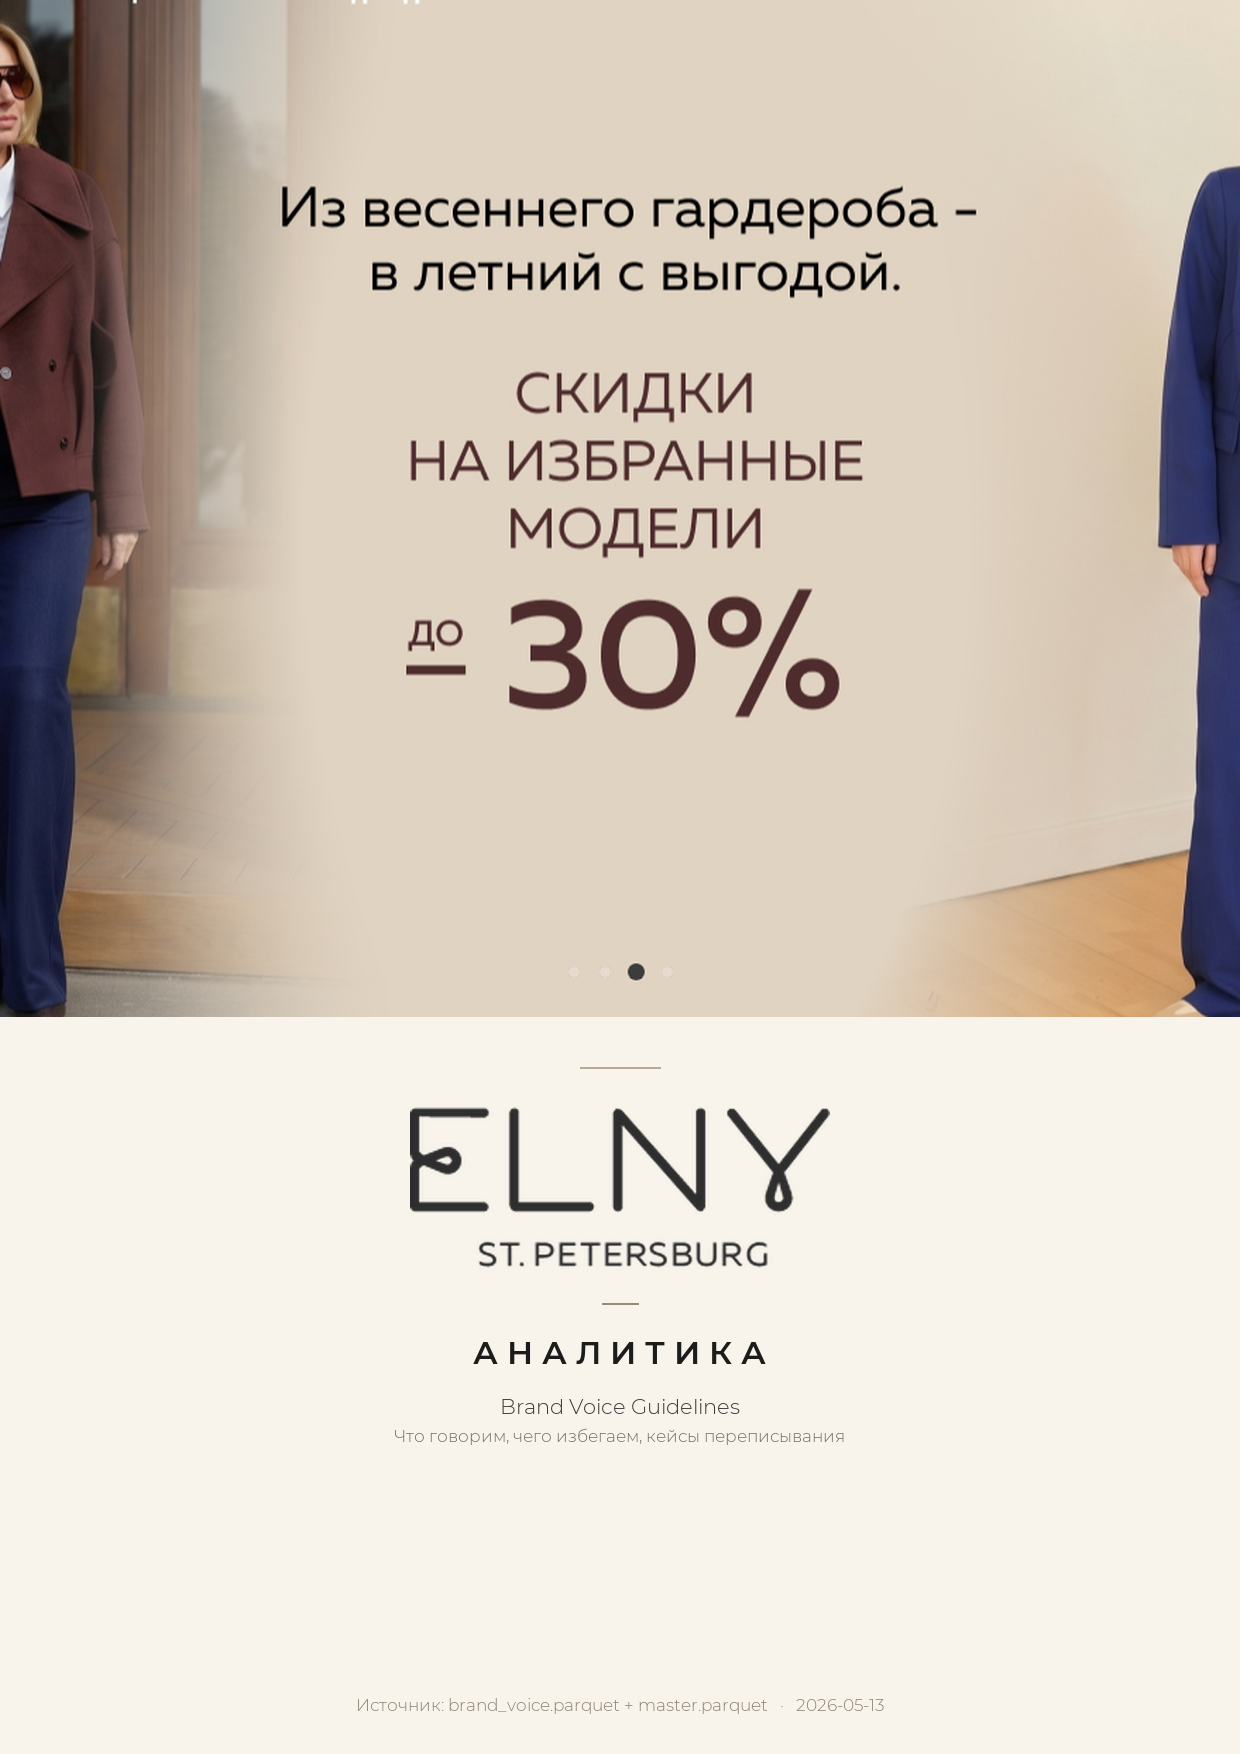 Из весеннего гардероба -
в летний с выгодой.
СКИДКИ
НА ИЗБРАННЫЕ
МОДЕЛИ
ДО
- 30%
ELNY
ST. PETERSBURG
АНАЛИТИКА
Brand Voice Guidelines
Что говорим, чего избегаем, кейсы переписывания
Источник: brand_voice.parquet + master.parquet · 2026-05-13